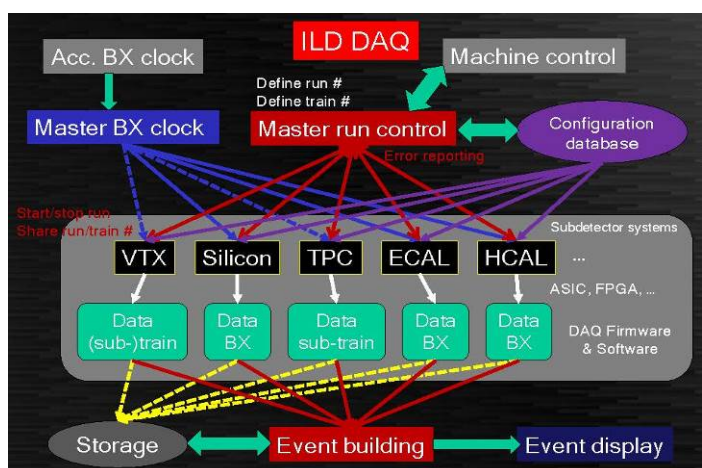 ILD DAQ
Acc. BX clock
Machine control
Define run #
Define train #
Master BX clock
Master run control
Configuration
database
Error reporting
Start/stop run
Share run/train #
Subdetector systems
VTX
Silicon
TPC
ECAL
HCAL
...
ASIC, FPGA, ...
Data
(sub-)train
Data
BX
Data
sub-train
Data
BX
Data
BX
DAQ Firmware
& Software
Storage
Event building
Event display